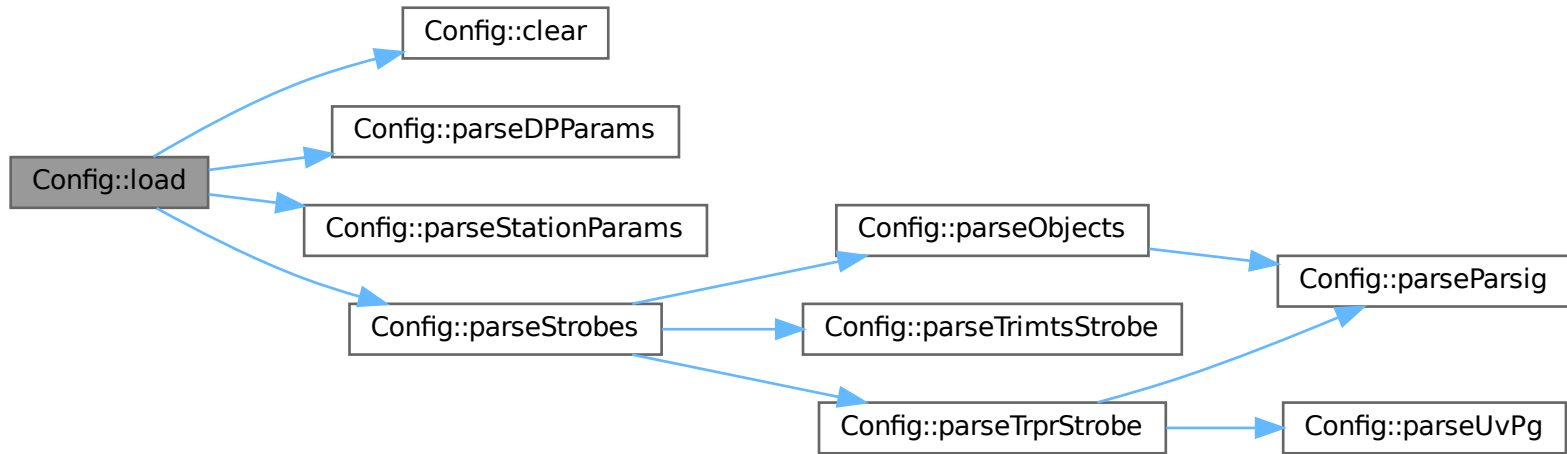 Config::clear
Config::parseDPParams
Config::load
Config::parseStationParams
Config::parseObjects
Config::parseParsig
Config::parseStrobes
Config::parseTrimtsStrobe
Config::parseTrprStrobe
Config::parseUvPg